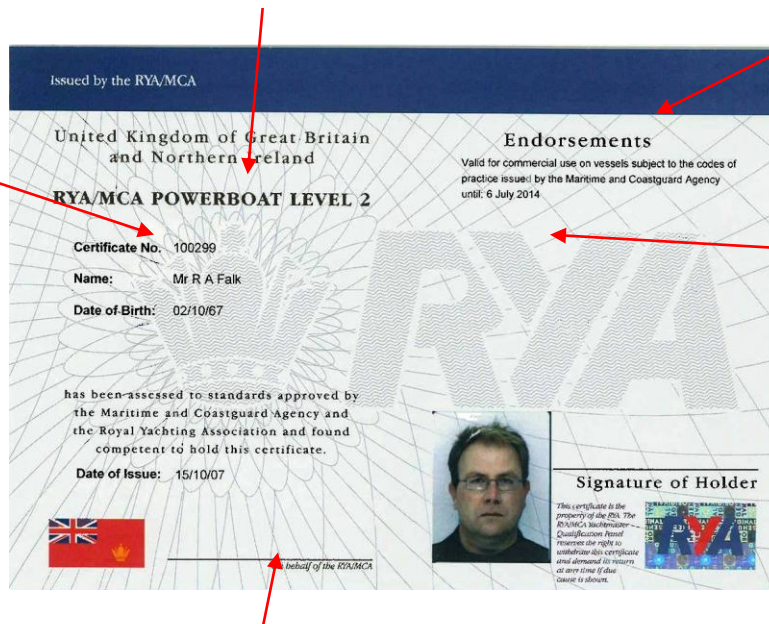 Issued by the RYA/MCA
United Kingdom of Great Britain
and Northern Ireland
RYA/MCA POWERBOAT LEVEL 2
Certificate No. 100299
Name: Mr R A Falk
Date of Birth: 02/10/67
has been assessed to standards approved by
the Maritime and Coastguard Agency and
the Royal Yachting Association and found
competent to hold this certificate.
Date of Issue: 15/10/07
behalf of the RYA/MCA
Endorsements
Valid for commercial use on vessels subject to the codes of
practice issued by the Maritime and Coastguard Agency
until: 6 July 2014
RYA
Signature of Holder
This certificate is the
property of the RYA. The
RYA/MCA Yachtmaster
Qualification Panel
reserves the right to
withdraw this certificate
and demand its return
at any time if due
cause is shown.
RYA